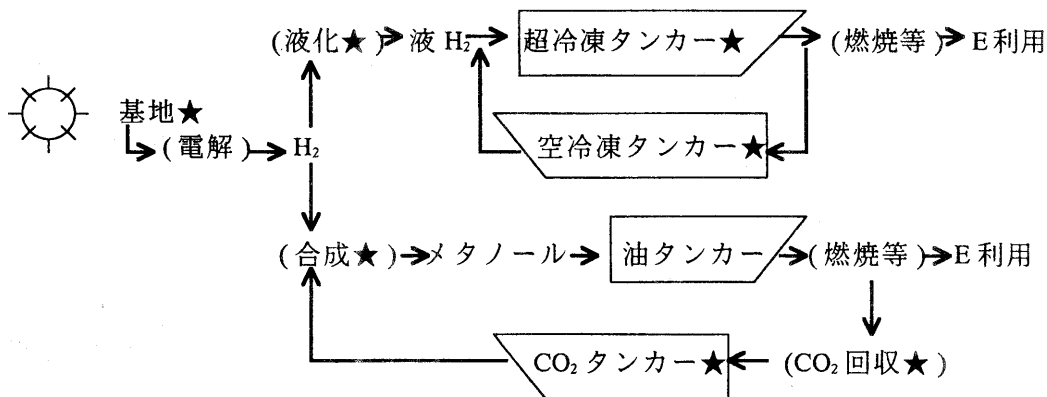 (液化★) 液 H₂ 超冷凍タンカー★ (燃焼等) E利用
基地★
空冷凍タンカー★
(電解) H₂
(合成★) メタノール 油タンカー (燃焼等) E利用
CO₂タンカー★ (CO₂回収★)